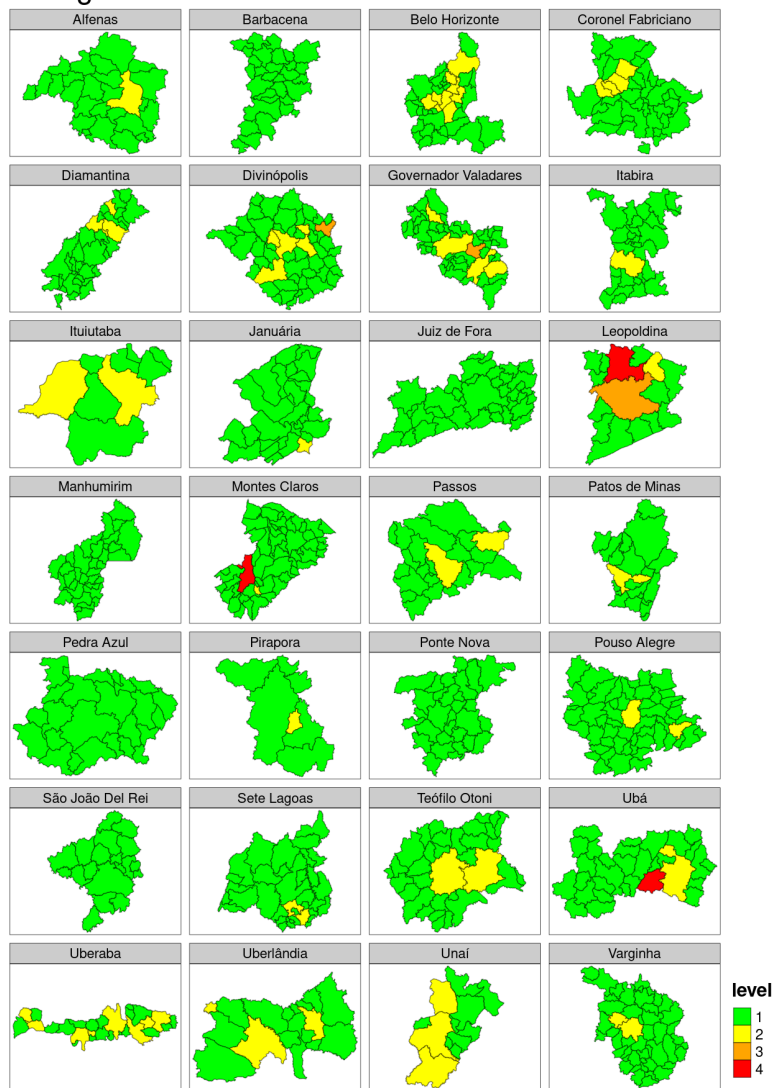 Alfenas
Barbacena
Belo Horizonte
Coronel Fabriciano
Diamantina
Divinópolis
Governador Valadares
Itabira
Ituiutaba
Januária
Juiz de Fora
Leopoldina
Manhumirim
Montes Claros
Passos
Patos de Minas
Pedra Azul
Pirapora
Ponte Nova
Pouso Alegre
São João Del Rei
Sete Lagoas
Teófilo Otoni
Ubá
Uberaba
Uberlândia
Unaí
Varginha
level
1
2
3
4